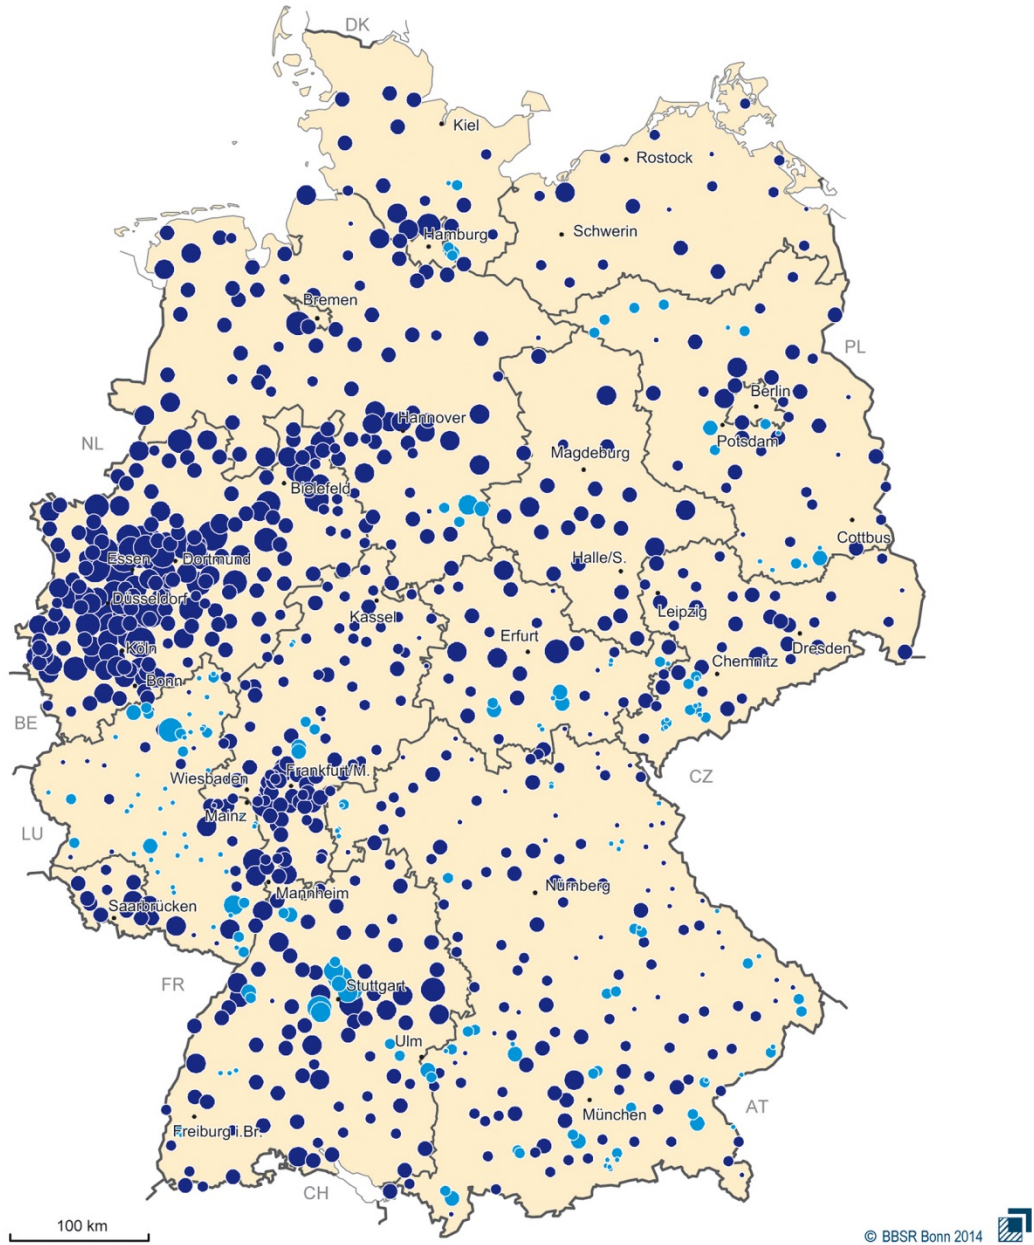 DK
Kiel
Rostock
Schwerin
Hamburg
Bremen
PL
Berlin
Potsdam
Hannover
NL
Magdeburg
Bielefeld
Cottbus
Essen
Dortmund
Halle/S.
Düsseldorf
Leipzig
Kassel
Erfurt
Köln
Dresden
Chemnitz
Bonn
BE
CZ
Wiesbaden
Frankfurt/M.
Mainz
LU
Nürnberg
Mannheim
Saarbrücken
FR
Stuttgart
Ulm
AT
München
Freiburg i.Br.
CH
100 km
© BBSR Bonn 2014